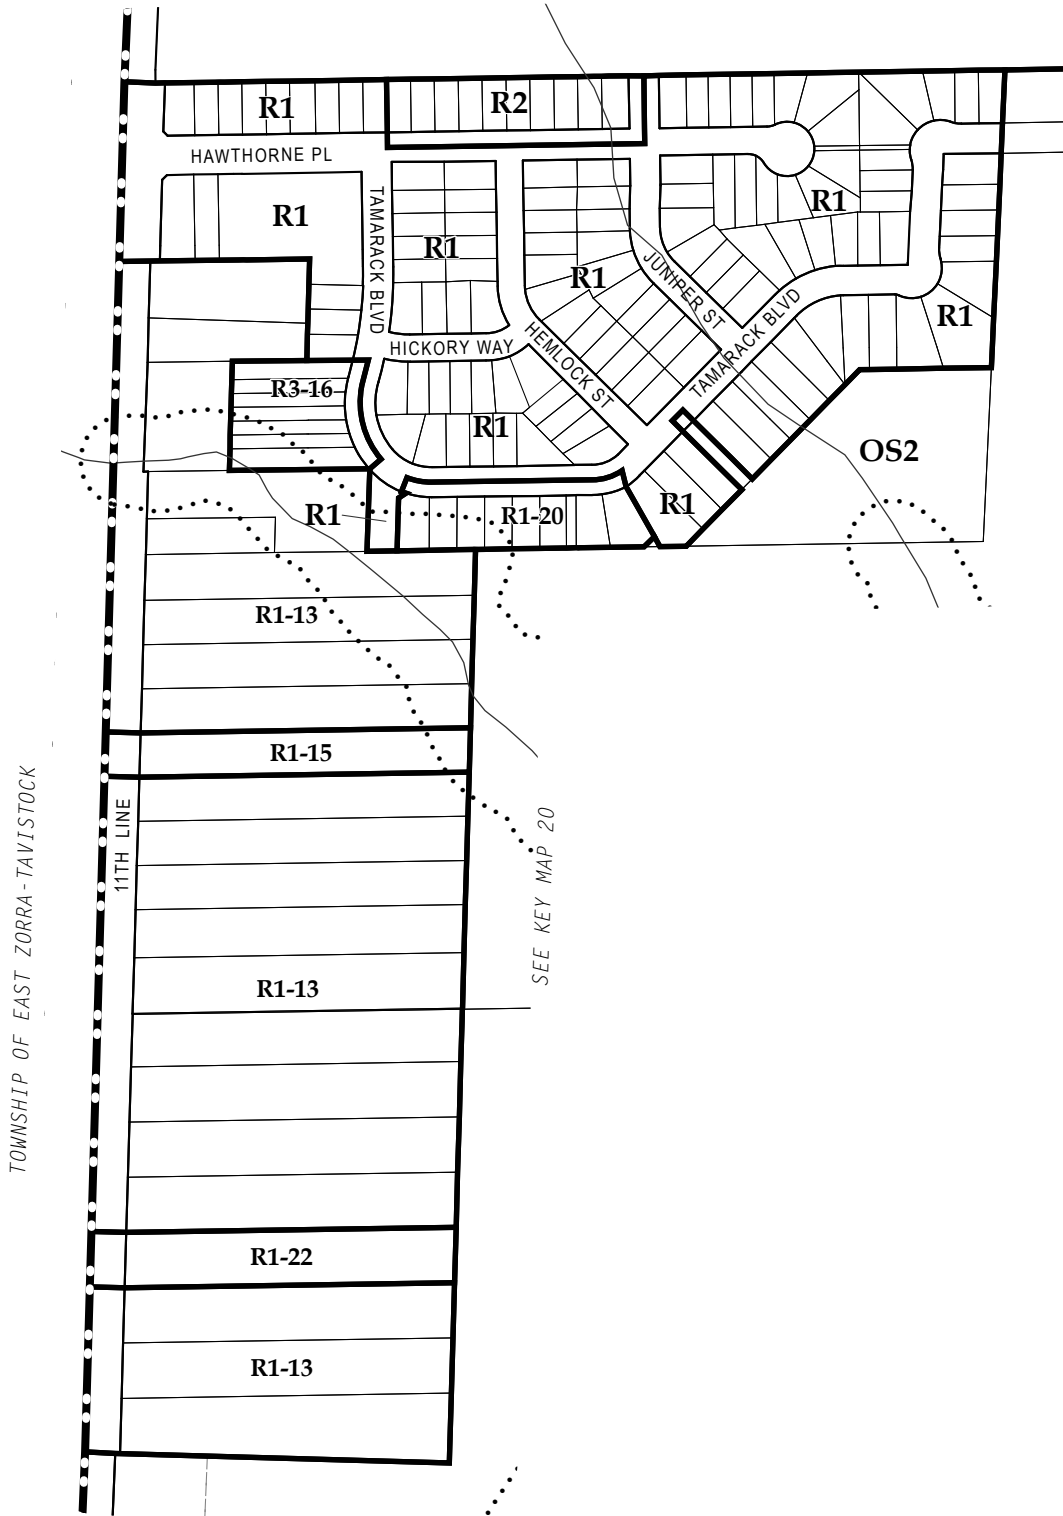 R1
R2
HAWTHORNE PL
R1
TAMARACK BLVD
R1
R1
R1
JUNIPER ST
TAMARACK BLVD
R1
HICKORY WAY
HEMLOCK ST
R3-16
R1
OS2
R1
R1-20
R1
R1-13
R1-15
11TH LINE
TOWNSHIP OF EAST ZORRA-TAVISTOCK
SEE KEY MAP 20
R1-13
R1-22
R1-13